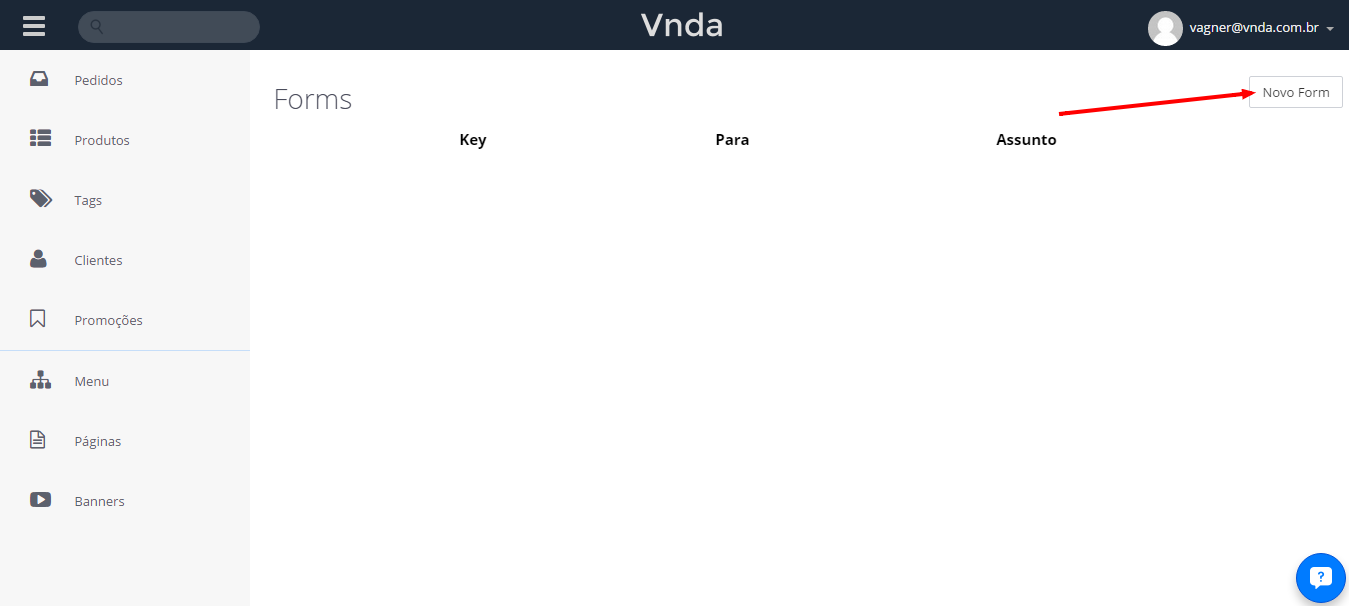 Vnda
vagner@vnda.com.br
Pedidos
Produtos
Tags
Clientes
Promoções
Menu
Páginas
Banners
Forms
Novo Form
Key
Para
Assunto
?